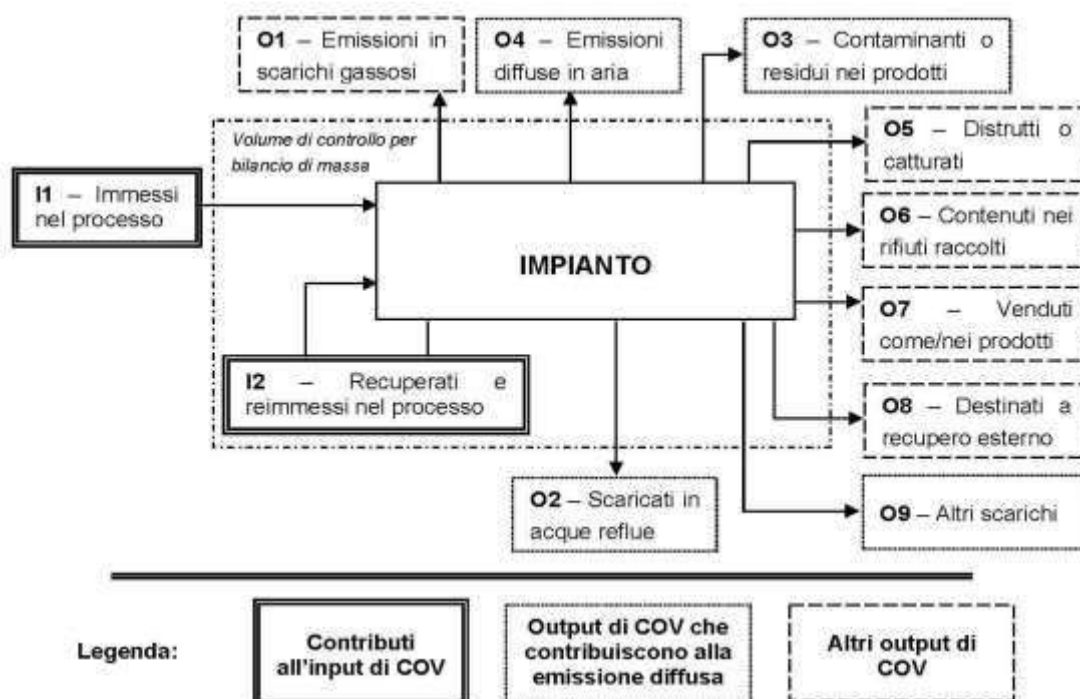 O1 – Emissioni in
scarichi gassosi
O4 – Emissioni
diffuse in aria
O3 – Contaminanti o
residui nei prodotti
Volume di controllo per
bilancio di massa
O5 – Distrutti o
catturati
I1 – Immessi
nel processo
O6 – Contenuti nei
rifiuti raccolti
IMPIANTO
O7 – Venduti
come/nei prodotti
I2 – Recuperati e
reimmessi nel processo
O8 – Destinati a
recupero esterno
O2 – Scaricati in
acque reflue
O9 – Altri scarichi
Legenda:
Contributi
all'input di COV
Output di COV che
contribuiscono alla
emissione diffusa
Altri output di
COV